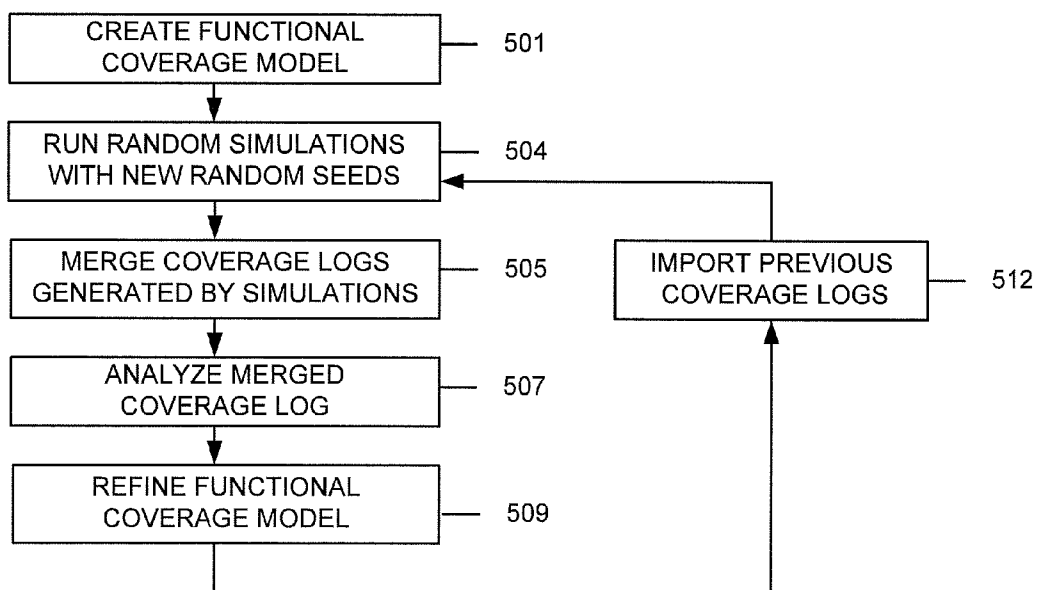 CREATE FUNCTIONAL
COVERAGE MODEL
501
RUN RANDOM SIMULATIONS
WITH NEW RANDOM SEEDS
504
MERGE COVERAGE LOGS
GENERATED BY SIMULATIONS
505
IMPORT PREVIOUS
COVERAGE LOGS
512
ANALYZE MERGED
COVERAGE LOG
507
REFINE FUNCTIONAL
COVERAGE MODEL
509